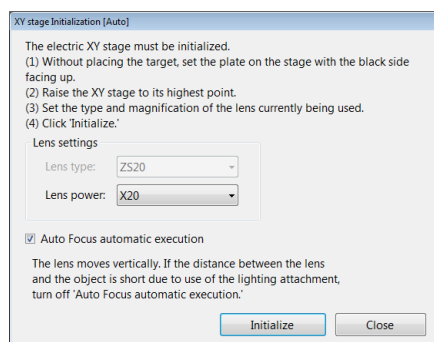 XY stage Initialization [Auto]
The electric XY stage must be initialized.
(1) Without placing the target, set the plate on the stage with the black side
facing up.
(2) Raise the XY stage to its highest point.
(3) Set the type and magnification of the lens currently being used.
(4) Click 'Initialize.'
Lens settings
Lens type: ZS20
Lens power: X20
Auto Focus automatic execution
The lens moves vertically. If the distance between the lens
and the object is short due to use of the lighting attachment,
turn off 'Auto Focus automatic execution.'
Initialize Close